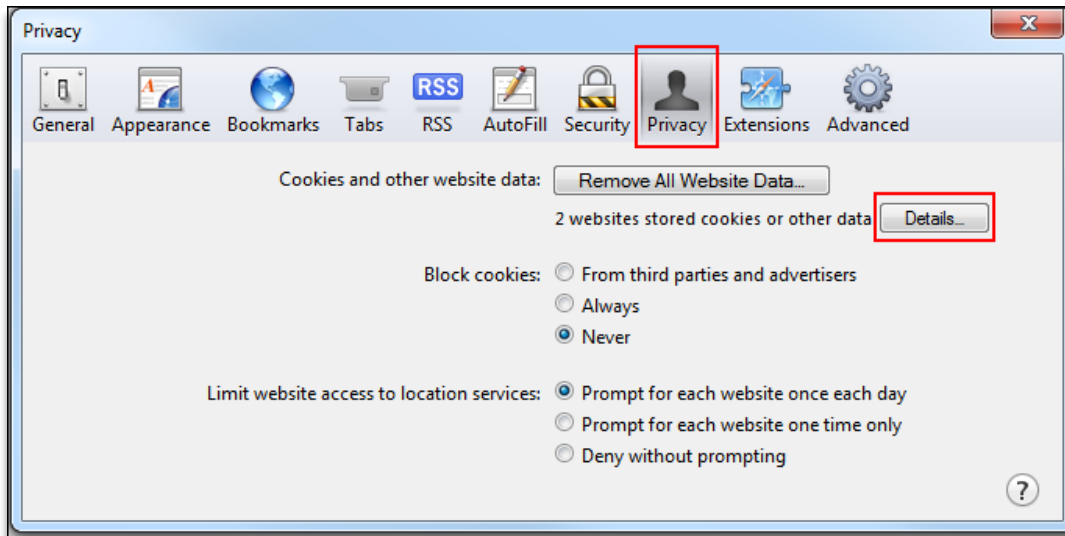 Privacy
RSS
General Appearance Bookmarks Tabs RSS AutoFill Security Privacy Extensions Advanced
Cookies and other website data: Remove All Website Data...
2 websites stored cookies or other data Details...
Block cookies: From third parties and advertisers
Always
Never
Limit website access to location services: Prompt for each website once each day
Prompt for each website one time only
Deny without prompting
?